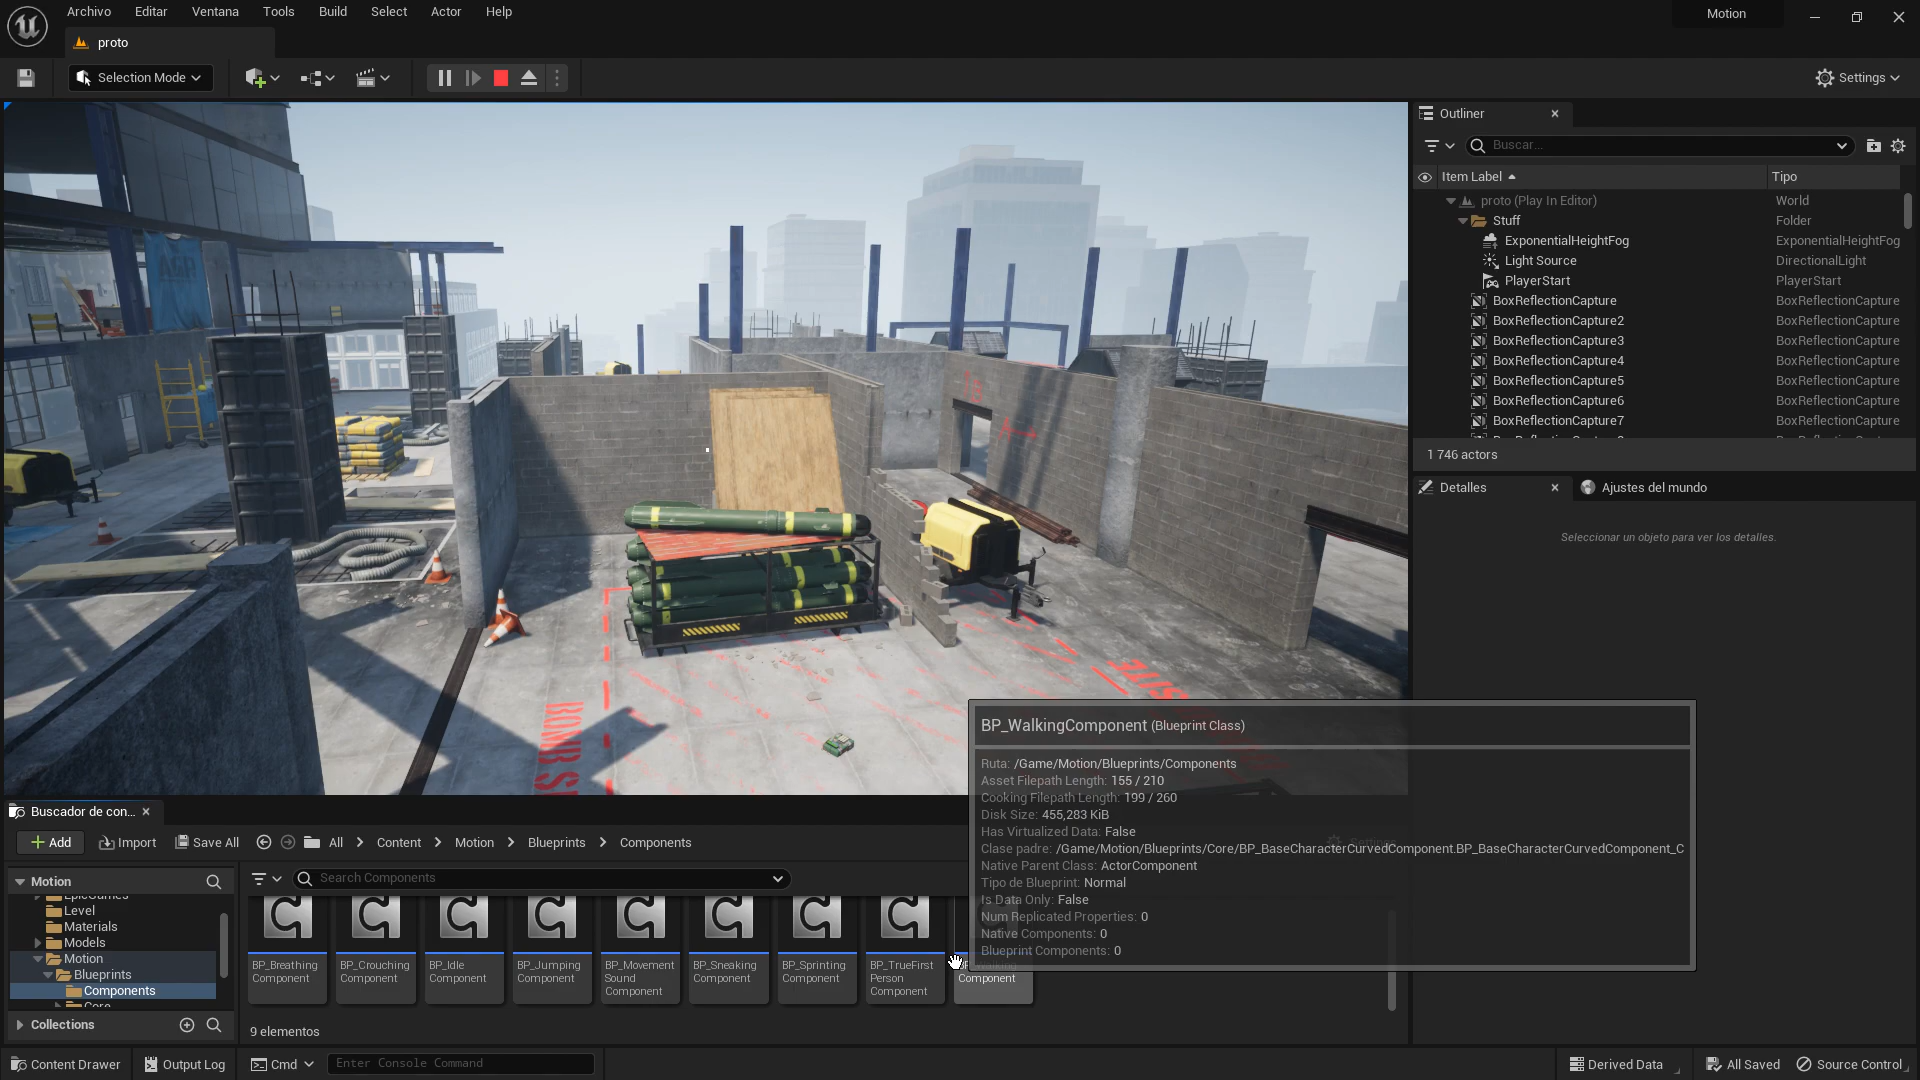 Archivo Editar Ventana Tools Build Select Actor Help
Motion
proto
Selection Mode
Settings
Outliner
Buscar...
Item Label Tipo
proto (Play In Editor) World
Stuff Folder
ExponentialHeightFog ExponentialHeightFog
Light Source DirectionalLight
PlayerStart PlayerStart
BoxReflectionCapture BoxReflectionCapture
BoxReflectionCapture2 BoxReflectionCapture
BoxReflectionCapture3 BoxReflectionCapture
BoxReflectionCapture4 BoxReflectionCapture
BoxReflectionCapture5 BoxReflectionCapture
BoxReflectionCapture6 BoxReflectionCapture
BoxReflectionCapture7 BoxReflectionCapture
1 746 actors
Detalles Ajustes del mundo
Seleccionar un objeto para ver los detalles.
BP_WalkingComponent (Blueprint Class)
Ruta: /Game/Motion/Blueprints/Components
Asset Filepath Length: 155 / 210
Cooking Filepath Length: 199 / 260
Disk Size: 455,283 KiB
Has Virtualized Data: False
Clase padre: /Game/Motion/Blueprints/Core/BP_BaseCharacterCurvedComponent.BP_BaseCharacterCurvedComponent_C
Native Parent Class: ActorComponent
Tipo de Blueprint: Normal
Is Data Only: False
Num Replicated Properties: 0
Native Components: 0
Blueprint Components: 0
Buscador de con...
Add Import Save All All Content Motion Blueprints Components
Motion
Search Components
EpicGames
Level
Materials
Models
Motion
Blueprints
Components
Core
Collections
BP_Breathing
Component
BP_Crouching
Component
BP_Idle
Component
BP_Jumping
Component
BP_Movement
Sound
Component
BP_Sneaking
Component
BP_Sprinting
Component
BP_TrueFirst
Person
Component
Component
9 elementos
Content Drawer Output Log Cmd Enter Console Command
Derived Data All Saved Source Control